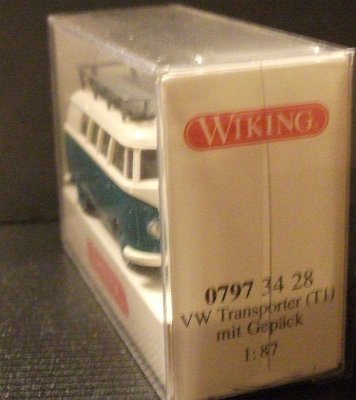 WIKING
0797 34 28
VW Transporter (T1)
mit Gepäck
1:87